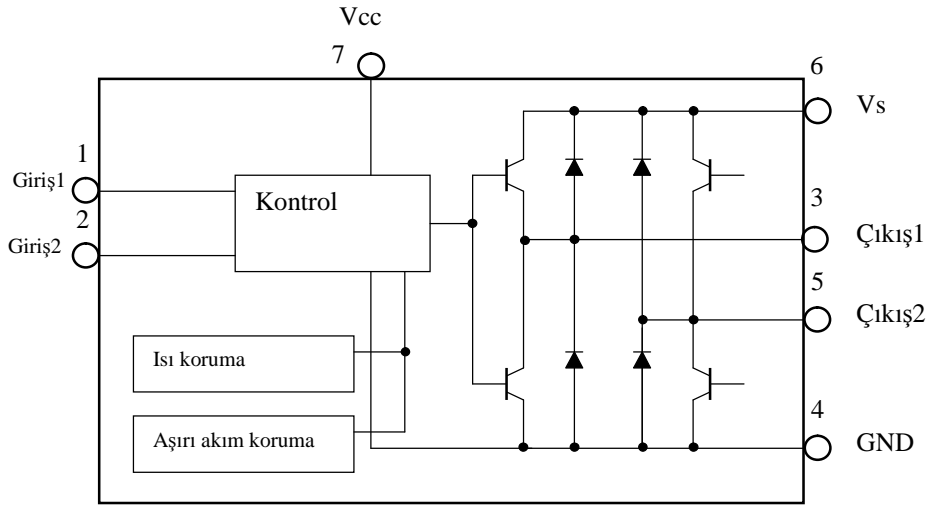 Vcc
7
6
Vs
1
Giriş1
2
Giriş2
Kontrol
3
Çıkış1
5
Çıkış2
Isı koruma
4
Aşırı akım koruma
GND